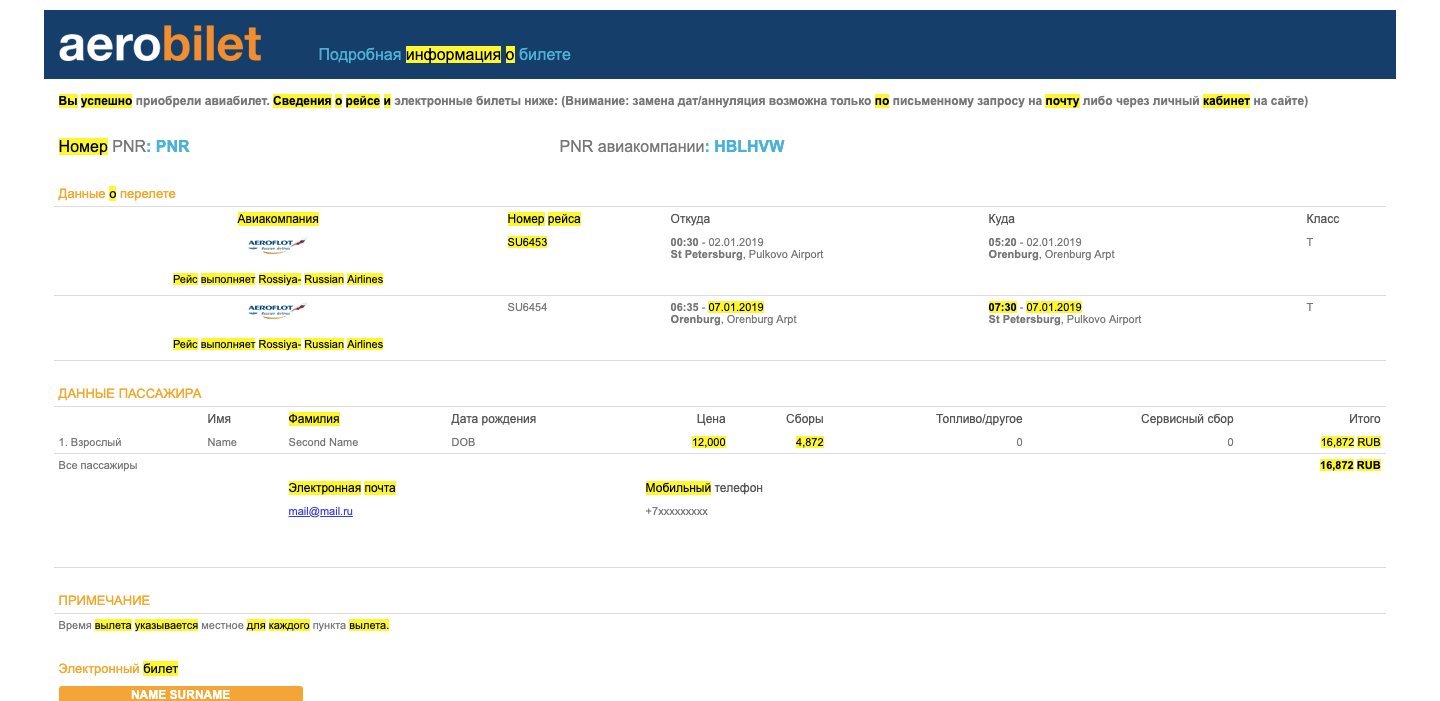 aerobilet
Подробная информация о билете
Вы успешно приобрели авиабилет. Сведения о рейсе и электронные билеты ниже: (Внимание: замена дат/аннуляция возможна только по письменному запросу на почту либо через личный кабинет на сайте)
Номер PNR: PNR
PNR авиакомпании: HBLHVW
Данные о перелете
Авиакомпания Номер рейса Откуда Куда Класс
AEROFLOT SU6453 00:30 - 02.01.2019 05:20 - 02.01.2019 T
Russian Airlines St Petersburg, Pulkovo Airport Orenburg, Orenburg Arpt
Рейс выполняет Rossiya- Russian Airlines
AEROFLOT SU6454 06:35 - 07.01.2019 07:30 - 07.01.2019 T
Russian Airlines Orenburg, Orenburg Arpt St Petersburg, Pulkovo Airport
Рейс выполняет Rossiya- Russian Airlines
ДАННЫЕ ПАССАЖИРА
Имя Фамилия Дата рождения Цена Сборы Топливо/другое Сервисный сбор Итого
1. Взрослый Name Second Name DOB 12,000 4,872 0 0 16,872 RUB
Все пассажиры 16,872 RUB
Электронная почта Мобильный телефон
mail@mail.ru +7xxxxxxxxx
ПРИМЕЧАНИЕ
Время вылета указывается местное для каждого пункта вылета.
Электронный билет
NAME SURNAME